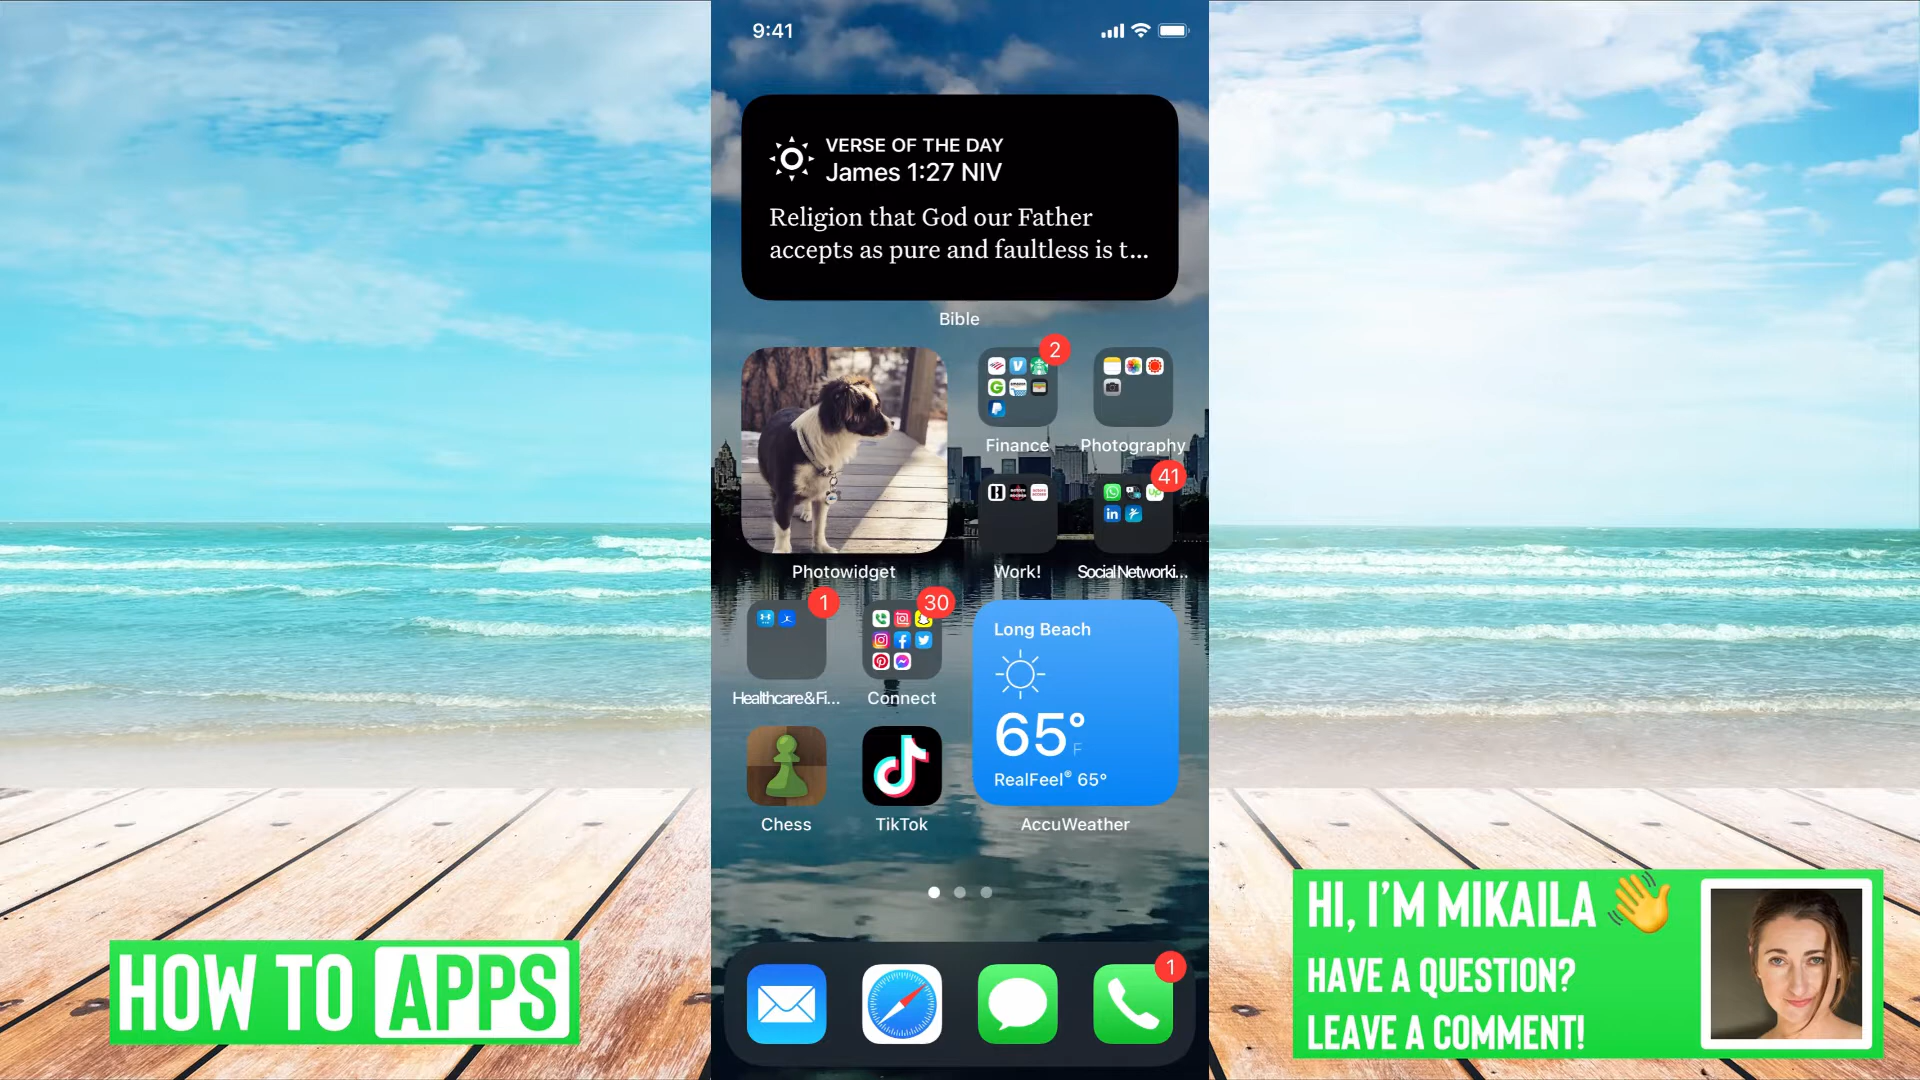 9:41
VERSE OF THE DAY
James 1:27 NIV
Religion that God our Father
accepts as pure and faultless is t...
Bible
2
Finance
Photography
41
Photowidget
Work!
Social Networki...
1
30
Healthcare&Fi...
Connect
Long Beach
65°
F
RealFeel® 65°
Chess
TikTok
AccuWeather
1
HOW TO APPS
HI, I'M MIKAILA 👋
HAVE A QUESTION?
LEAVE A COMMENT!